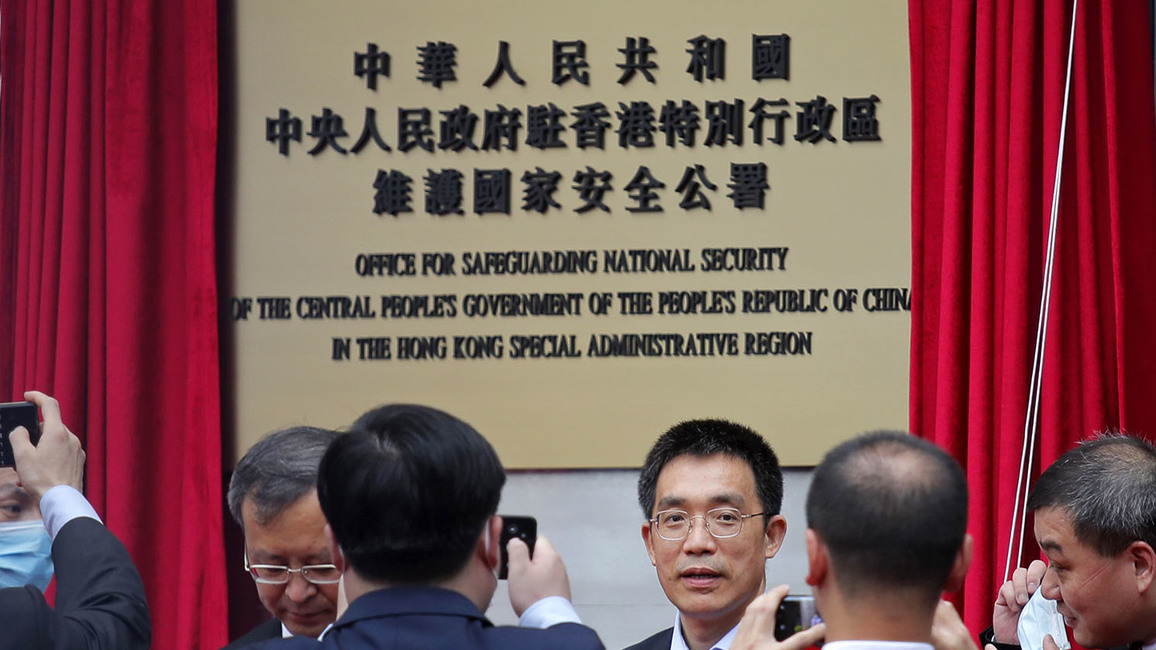 中華人民共和國
中央人民政府駐香港特別行政區
維護國家安全公署
OFFICE FOR SAFEGUARDING NATIONAL SECURITY
OF THE CENTRAL PEOPLE'S GOVERNMENT OF THE PEOPLE'S REPUBLIC OF CHINA
IN THE HONG KONG SPECIAL ADMINISTRATIVE REGION